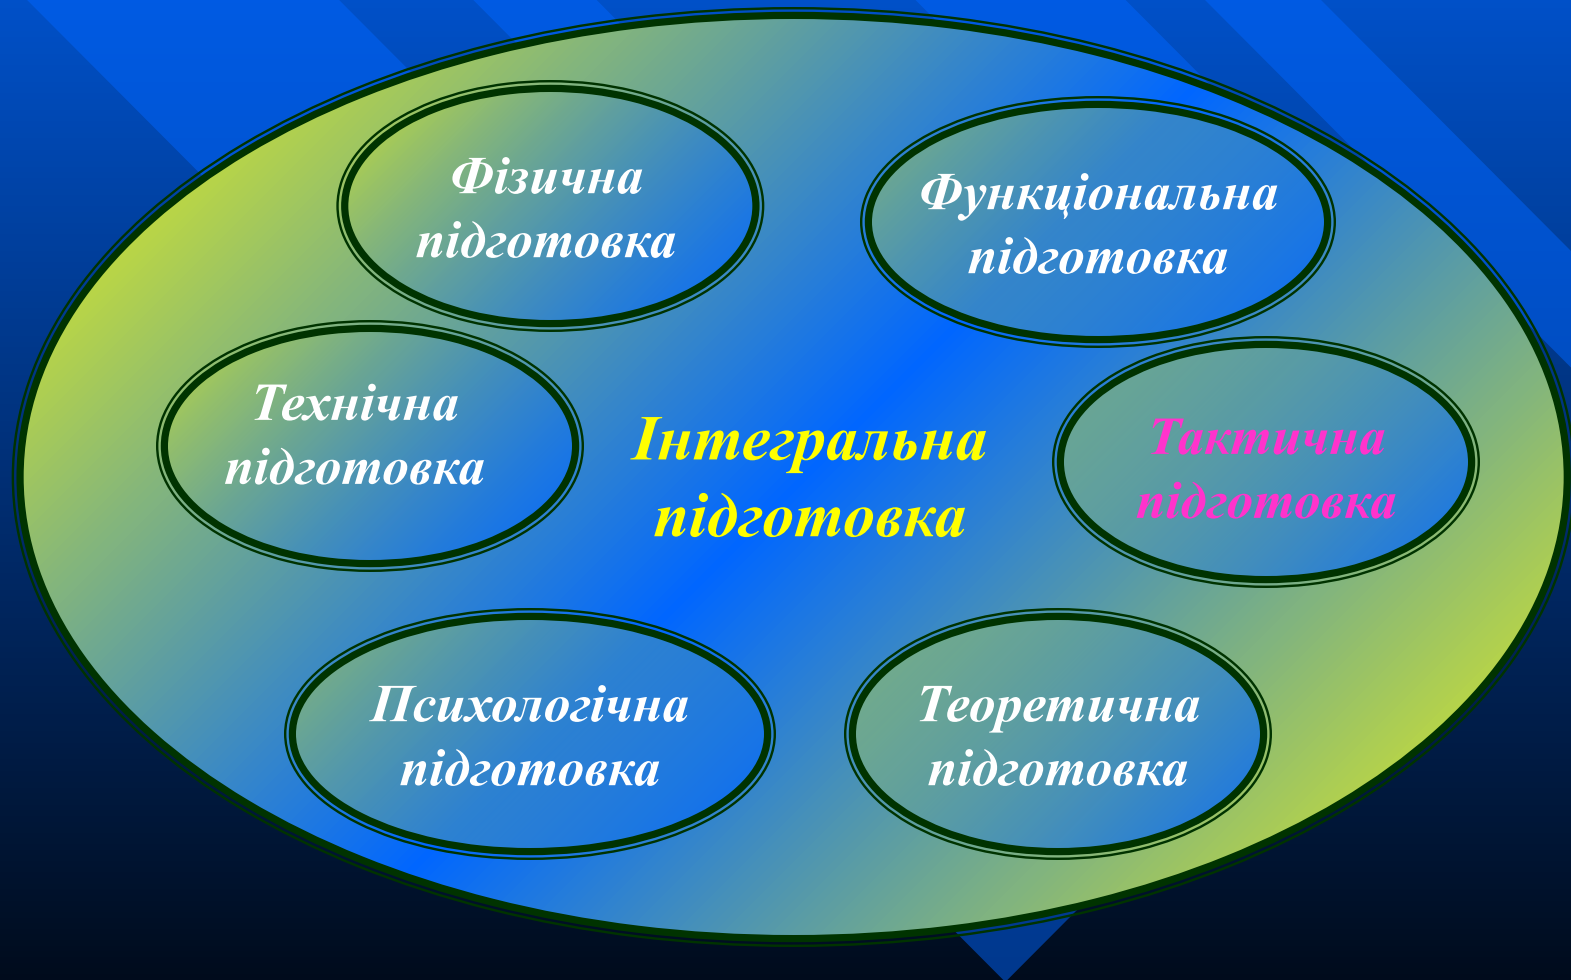 Фізична
підготовка
Функціональна
підготовка
Технічна
підготовка
Інтегральна
підготовка
Тактична
підготовка
Психологічна
підготовка
Теоретична
підготовка